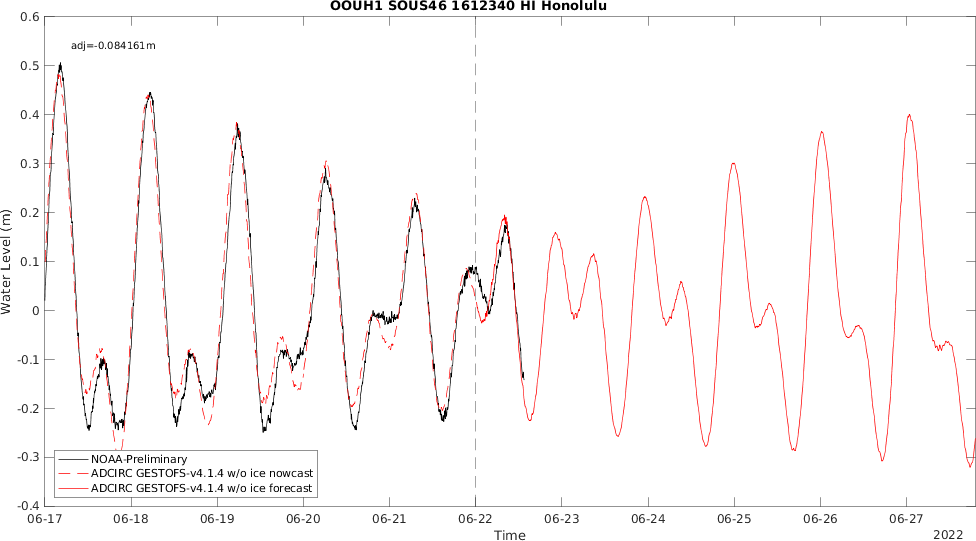 OOUH1 SOUS46 1612340 HI Honolulu
adj=-0.084161m
0.6
0.5
0.4
0.3
0.2
0.1
0
-0.1
-0.2
-0.3
-0.4
Water Level (m)
NOAA-Preliminary
ADCIRC GESTOFS-v4.1.4 w/o ice nowcast
ADCIRC GESTOFS-v4.1.4 w/o ice forecast
06-17 06-18 06-19 06-20 06-21 06-22 06-23 06-24 06-25 06-26 06-27
Time
2022